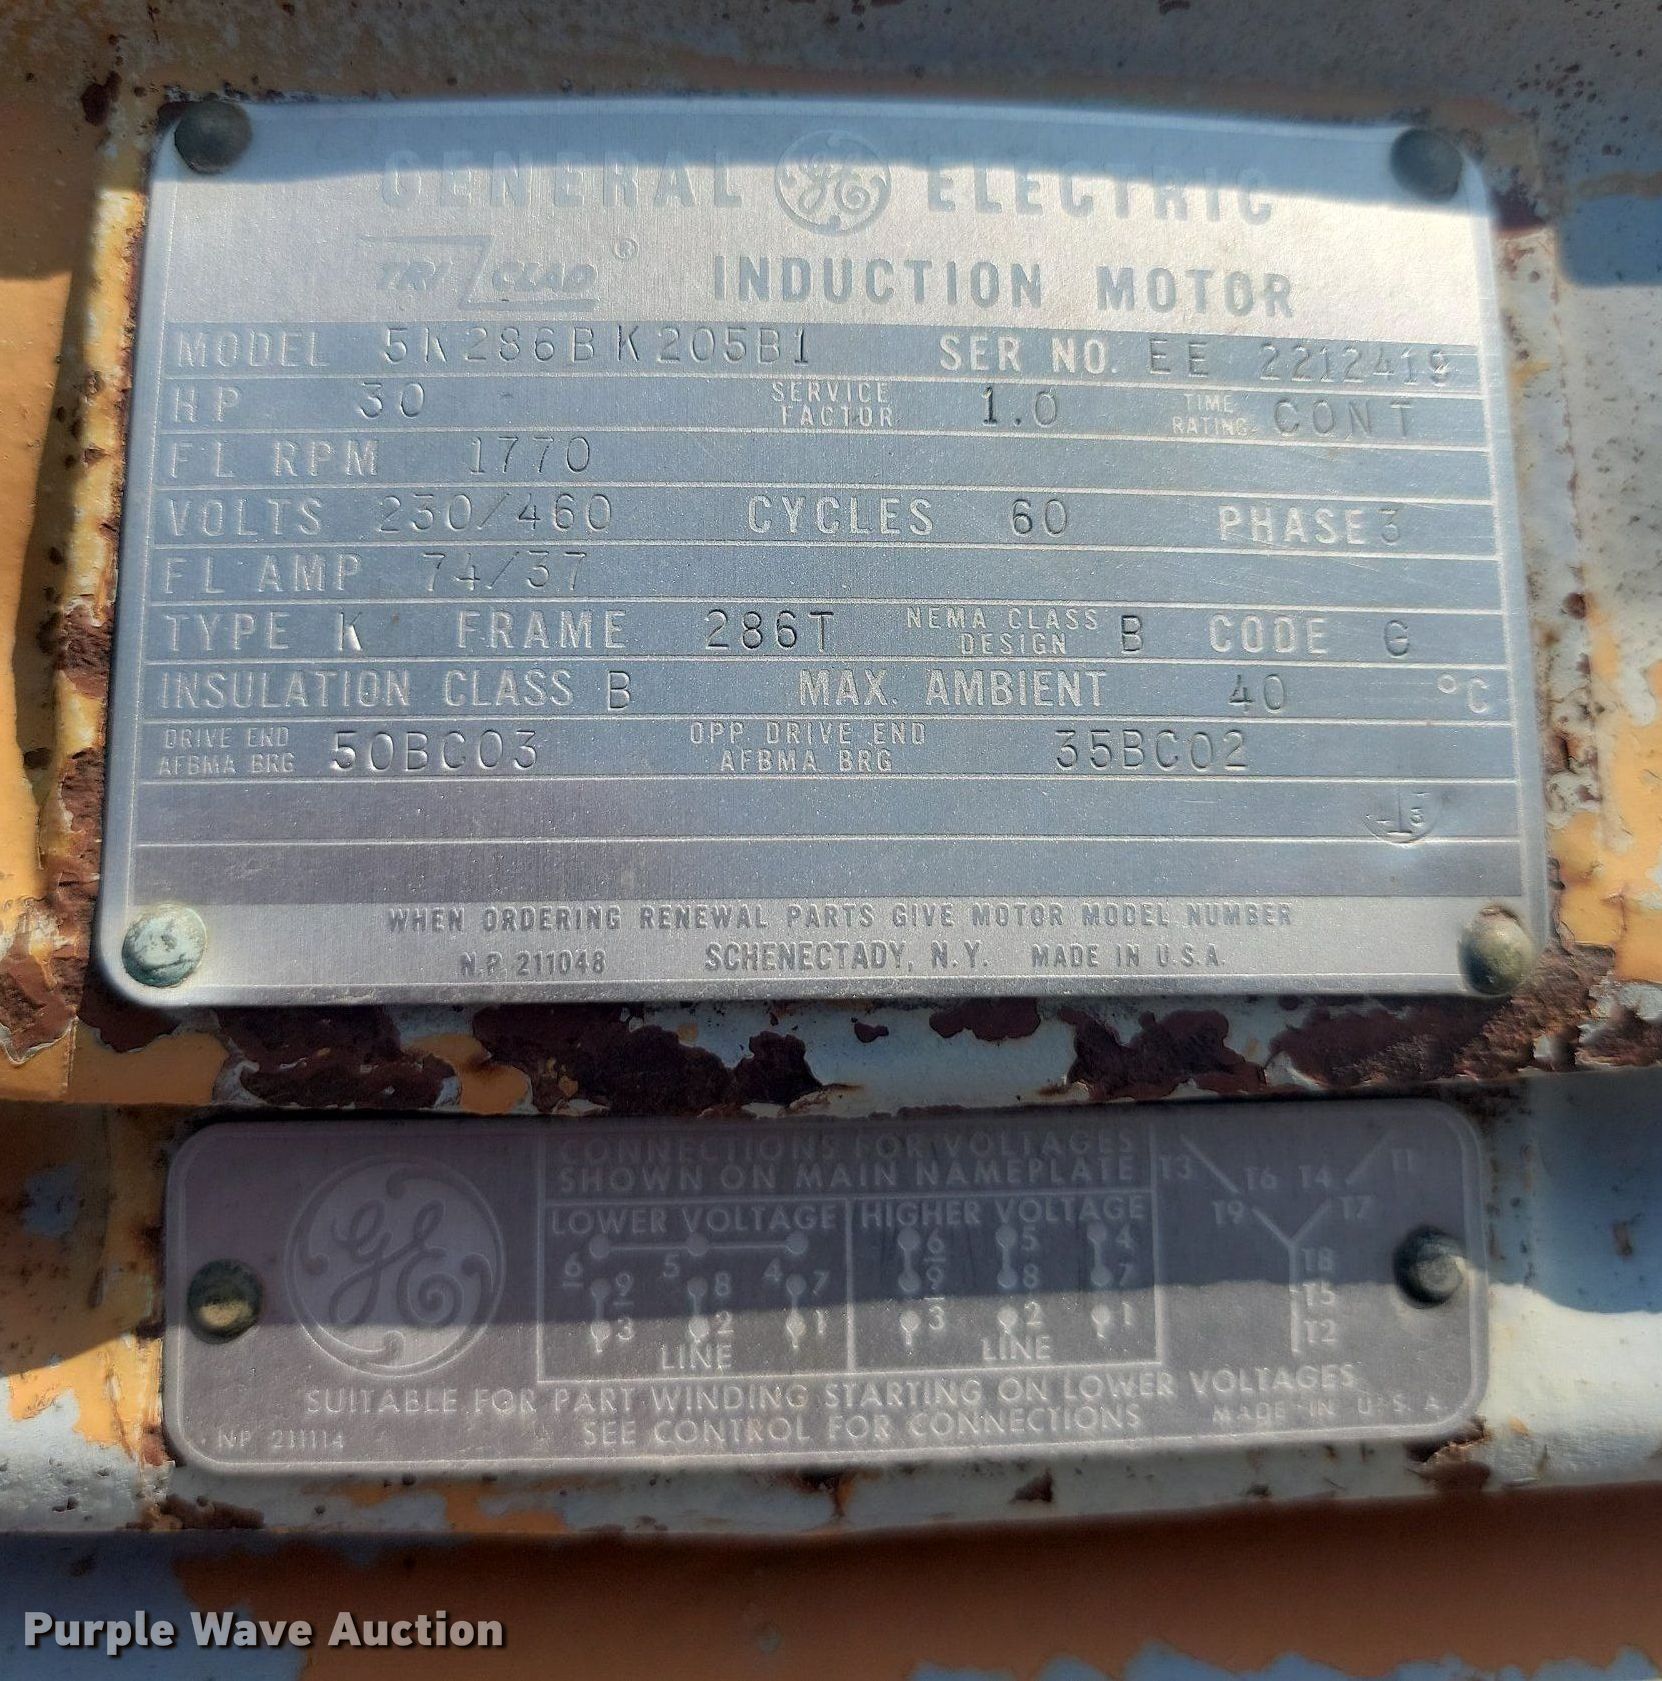 GENERAL GE ELECTRIC
TRI CLAD ® INDUCTION MOTOR
MODEL 5K286BK205B1 SER NO. EE 2212419
HP 30 SERVICE FACTOR 1.0 TIME RATING CONT
FL RPM 1770
VOLTS 230/460 CYCLES 60 PHASE 3
FL AMP 74/37
TYPE K FRAME 286T NEMA CLASS DESIGN B CODE G
INSULATION CLASS B MAX. AMBIENT 40 °C
DRIVE END AFBMA BRG 50BC03 OPP DRIVE END AFBMA BRG 35BC02
WHEN ORDERING RENEWAL PARTS GIVE MOTOR MODEL NUMBER
N.P. 211048 SCHENECTADY, N.Y. MADE IN U.S.A.
GE
CONNECTIONS FOR VOLTAGES
SHOWN ON MAIN NAMEPLATE
LOWER VOLTAGE HIGHER VOLTAGE
6 5 4 6 5 4
9 8 7 9 8 7
3 2 1 3 2 1
LINE LINE
T3 T6 T4 T1
T9 T7
T8
T5
T2
SUITABLE FOR PART WINDING STARTING ON LOWER VOLTAGES
SEE CONTROL FOR CONNECTIONS
NP 211114 MADE IN U.S.A.
Purple Wave Auction